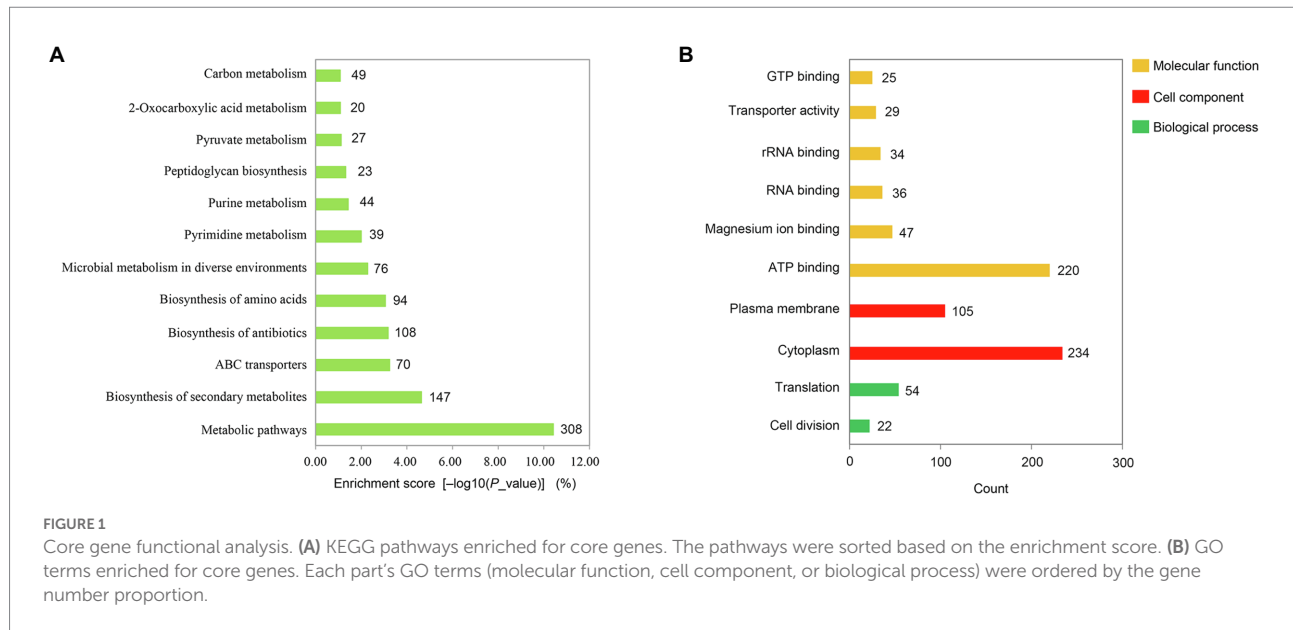 A
Carbon metabolism 49
2-Oxocarboxylic acid metabolism 20
Pyruvate metabolism 27
Peptidoglycan biosynthesis 23
Purine metabolism 44
Pyrimidine metabolism 39
Microbial metabolism in diverse environments 76
Biosynthesis of amino acids 94
Biosynthesis of antibiotics 108
ABC transporters 70
Biosynthesis of secondary metabolites 147
Metabolic pathways 308
0.00 2.00 4.00 6.00 8.00 10.00 12.00
Enrichment score [–log10(P_value)] (%)
B
GTP binding 25
Transporter activity 29
rRNA binding 34
RNA binding 36
Magnesium ion binding 47
ATP binding 220
Plasma membrane 105
Cytoplasm 234
Translation 54
Cell division 22
0 100 200 300
Count
Molecular function
Cell component
Biological process
FIGURE 1
Core gene functional analysis. (A) KEGG pathways enriched for core genes. The pathways were sorted based on the enrichment score. (B) GO
terms enriched for core genes. Each part's GO terms (molecular function, cell component, or biological process) were ordered by the gene
number proportion.